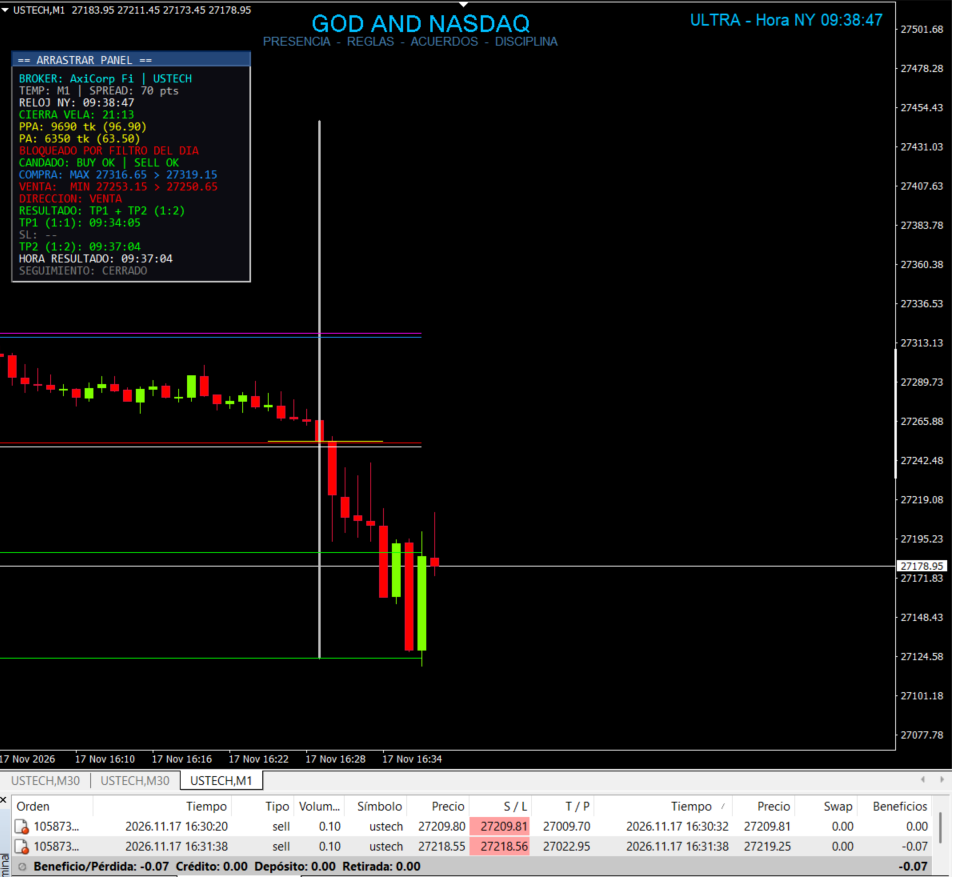 USTECH,M1 27183.95 27211.45 27173.45 27178.95
GOD AND NASDAQ
PRESENCIA - REGLAS - ACUERDOS - DISCIPLINA
ULTRA - Hora NY 09:38:47
== ARRASTRAR PANEL ==
BROKER: AxiCorp Fi | USTECH
TEMP: M1 | SPREAD: 70 pts
RELOJ NY: 09:38:47
CIERRA VELA: 21:13
PPA: 9690 tk (96.90)
PA: 6350 tk (63.50)
BLOQUEADO POR FILTRO DEL DIA
CANDADO: BUY OK | SELL OK
COMPRA: MAX 27316.65 > 27319.15
VENTA: MIN 27253.15 > 27250.65
DIRECCION: VENTA
RESULTADO: TP1 + TP2 (1:2)
TP1 (1:1): 09:34:05
SL: --
TP2 (1:2): 09:37:04
HORA RESULTADO: 09:37:04
SEGUIMIENTO: CERRADO
27501.68
27478.28
27454.43
27431.03
27407.63
27383.78
27360.38
27336.53
27313.13
27289.73
27265.88
27242.48
27219.08
27195.23
27178.95
27171.83
27148.43
27124.58
27101.18
27077.78
17 Nov 2026 17 Nov 16:10 17 Nov 16:16 17 Nov 16:22 17 Nov 16:28 17 Nov 16:34
USTECH,M30 USTECH,M30 USTECH,M1
Orden Tiempo Tipo Volum... Símbolo Precio S / L T / P Tiempo / Precio Swap Beneficios
105873... 2026.11.17 16:30:20 sell 0.10 ustech 27209.80 27209.81 27009.70 2026.11.17 16:30:32 27209.81 0.00 0.00
105873... 2026.11.17 16:31:38 sell 0.10 ustech 27218.55 27218.56 27022.95 2026.11.17 16:31:38 27219.25 0.00 -0.07
Beneficio/Pérdida: -0.07 Crédito: 0.00 Depósito: 0.00 Retirada: 0.00 -0.07